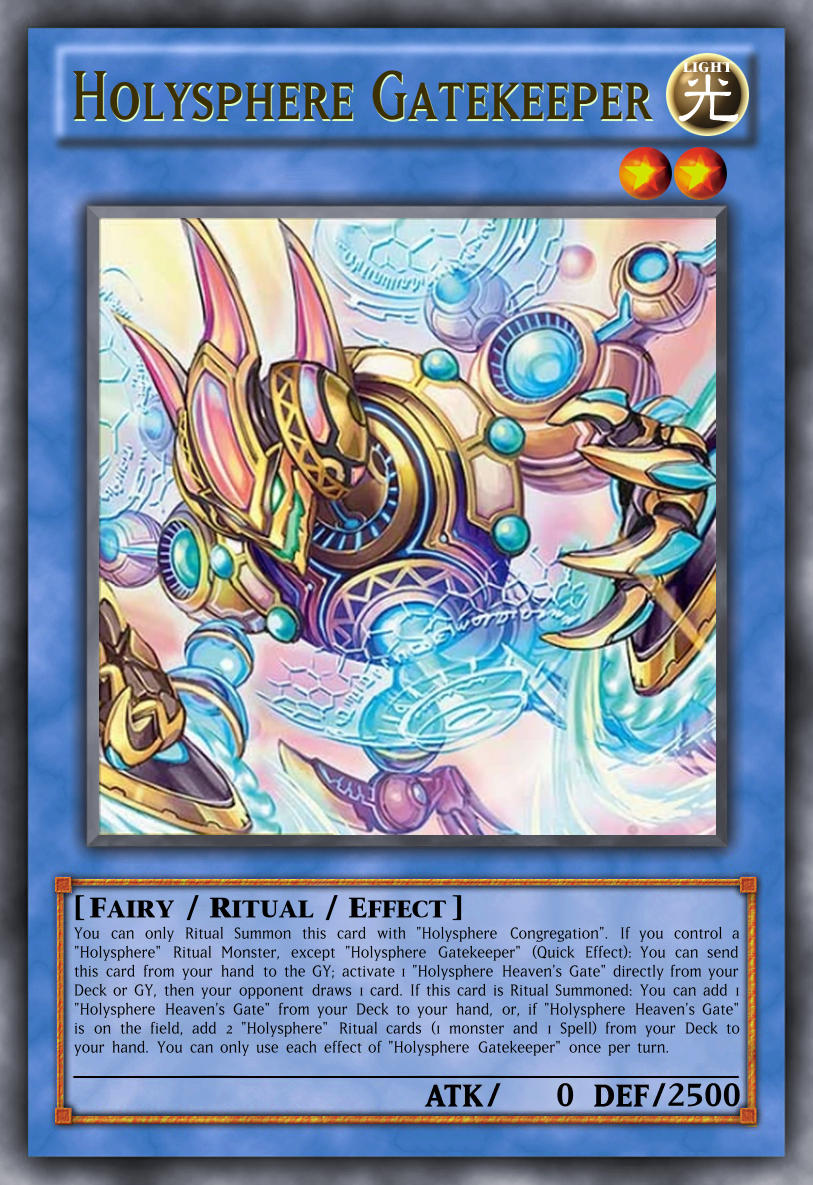 Holysphere Gatekeeper
LIGHT
光
[ Fairy / Ritual / Effect ]
You can only Ritual Summon this card with "Holysphere Congregation". If you control a
"Holysphere" Ritual Monster, except "Holysphere Gatekeeper" (Quick Effect): You can send
this card from your hand to the GY; activate 1 "Holysphere Heaven's Gate" directly from your
Deck or GY, then your opponent draws 1 card. If this card is Ritual Summoned: You can add 1
"Holysphere Heaven's Gate" from your Deck to your hand, or, if "Holysphere Heaven's Gate"
is on the field, add 2 "Holysphere" Ritual cards (1 monster and 1 Spell) from your Deck to
your hand. You can only use each effect of "Holysphere Gatekeeper" once per turn.
ATK/ 0 DEF/2500